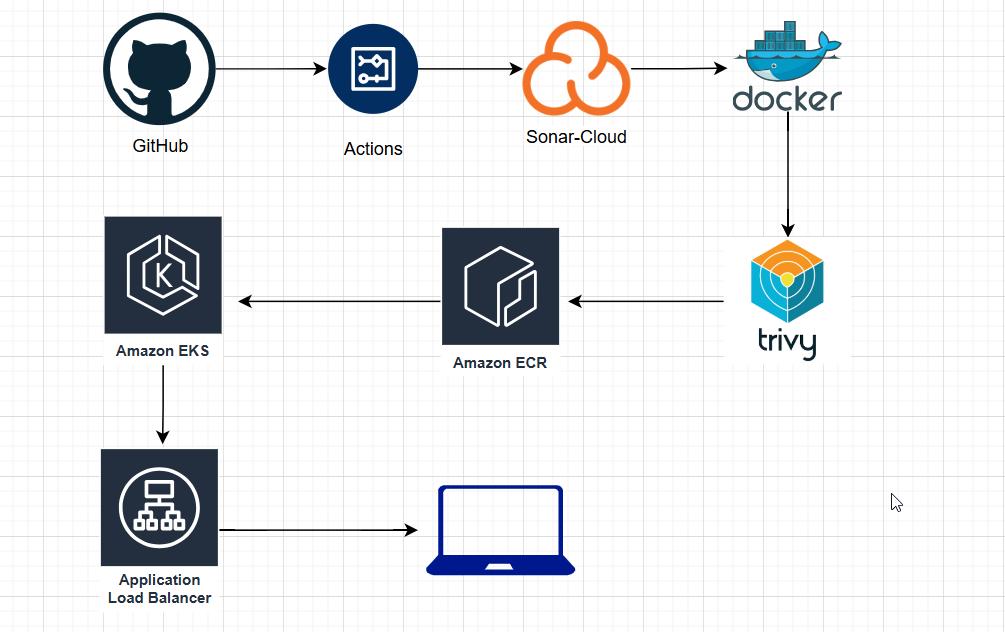 GitHub
Actions
Sonar-Cloud
docker
Amazon EKS
K
Amazon ECR
trivy
Application
Load Balancer